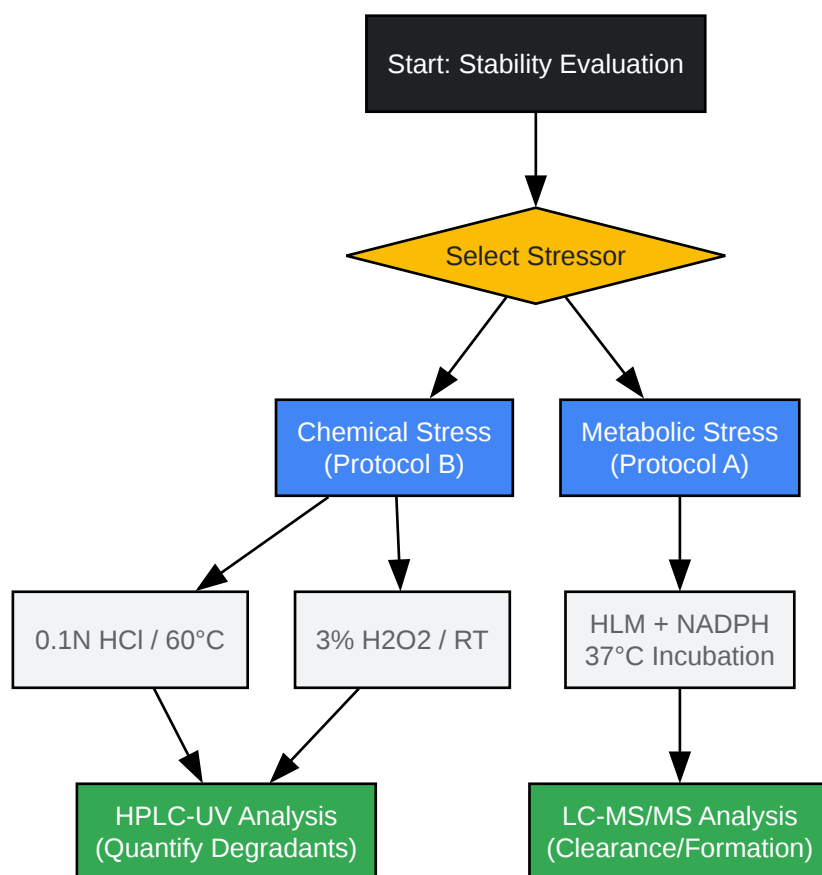 Start: Stability Evaluation
Select Stressor
Chemical Stress
(Protocol B)
Metabolic Stress
(Protocol A)
0.1N HCl / 60°C
3% H2O2 / RT
HLM + NADPH
37°C Incubation
HPLC-UV Analysis
(Quantify Degradants)
LC-MS/MS Analysis
(Clearance/Formation)